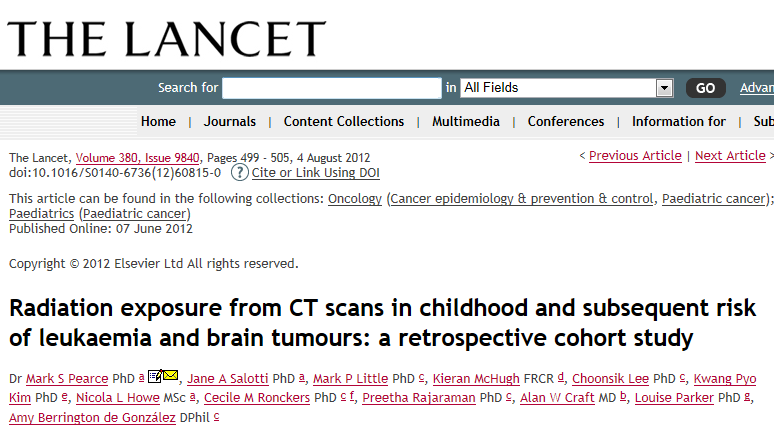 THE LANCET
Search for in All Fields GO
Home | Journals | Content Collections | Multimedia | Conferences | Information for |
The Lancet, Volume 380, Issue 9840, Pages 499 - 505, 4 August 2012
< Previous Article | Next Article >
doi:10.1016/S0140-6736(12)60815-0 ? Cite or Link Using DOI
This article can be found in the following collections: Oncology (Cancer epidemiology & prevention & control, Paediatric cancer);
Paediatrics (Paediatric cancer)
Published Online: 07 June 2012
Copyright © 2012 Elsevier Ltd All rights reserved.
Radiation exposure from CT scans in childhood and subsequent risk
of leukaemia and brain tumours: a retrospective cohort study
Dr Mark S Pearce PhD a, Jane A Salotti PhD a, Mark P Little PhD c, Kieran McHugh FRCR d, Choonsik Lee PhD c, Kwang Pyo
Kim PhD e, Nicola L Howe MSc a, Cecile M Ronckers PhD c f, Preetha Rajaraman PhD c, Alan W Craft MD b, Louise Parker PhD g,
Amy Berrington de González DPhil c